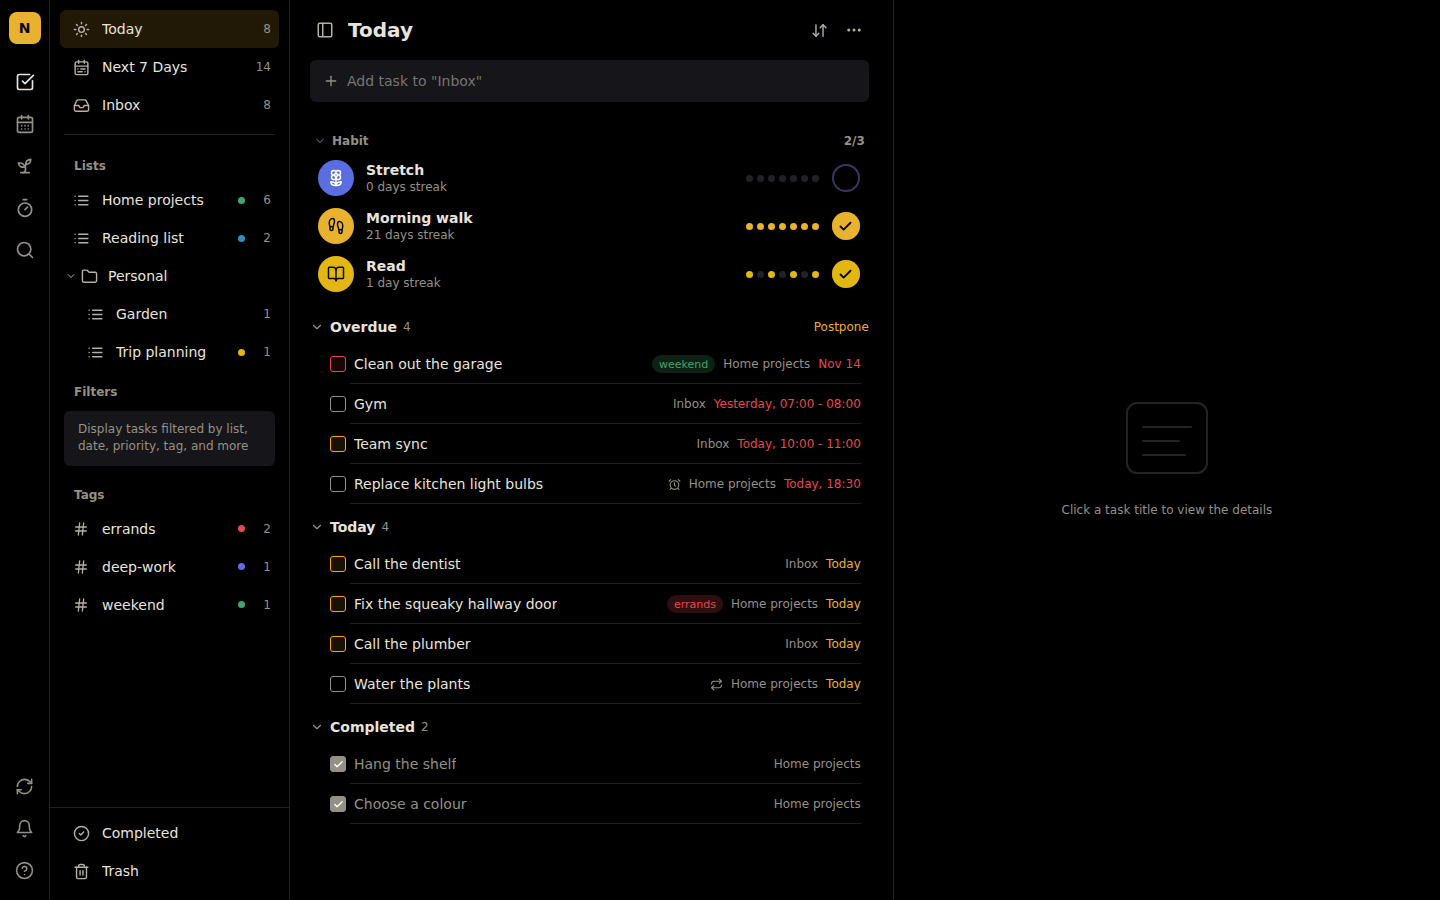 N
Today 8
Next 7 Days 14
Inbox 8
Lists
Home projects 6
Reading list 2
Personal
Garden 1
Trip planning 1
Filters
Display tasks filtered by list,
date, priority, tag, and more
Tags
# errands 2
# deep-work 1
# weekend 1
Completed
Trash
Today
Add task to "Inbox"
Habit 2/3
Stretch
0 days streak
Morning walk
21 days streak
Read
1 day streak
Overdue 4 Postpone
Clean out the garage weekend Home projects Nov 14
Gym Inbox Yesterday, 07:00 - 08:00
Team sync Inbox Today, 10:00 - 11:00
Replace kitchen light bulbs Home projects Today, 18:30
Today 4
Call the dentist Inbox Today
Fix the squeaky hallway door errands Home projects Today
Call the plumber Inbox Today
Water the plants Home projects Today
Completed 2
Hang the shelf Home projects
Choose a colour Home projects
Click a task title to view the details